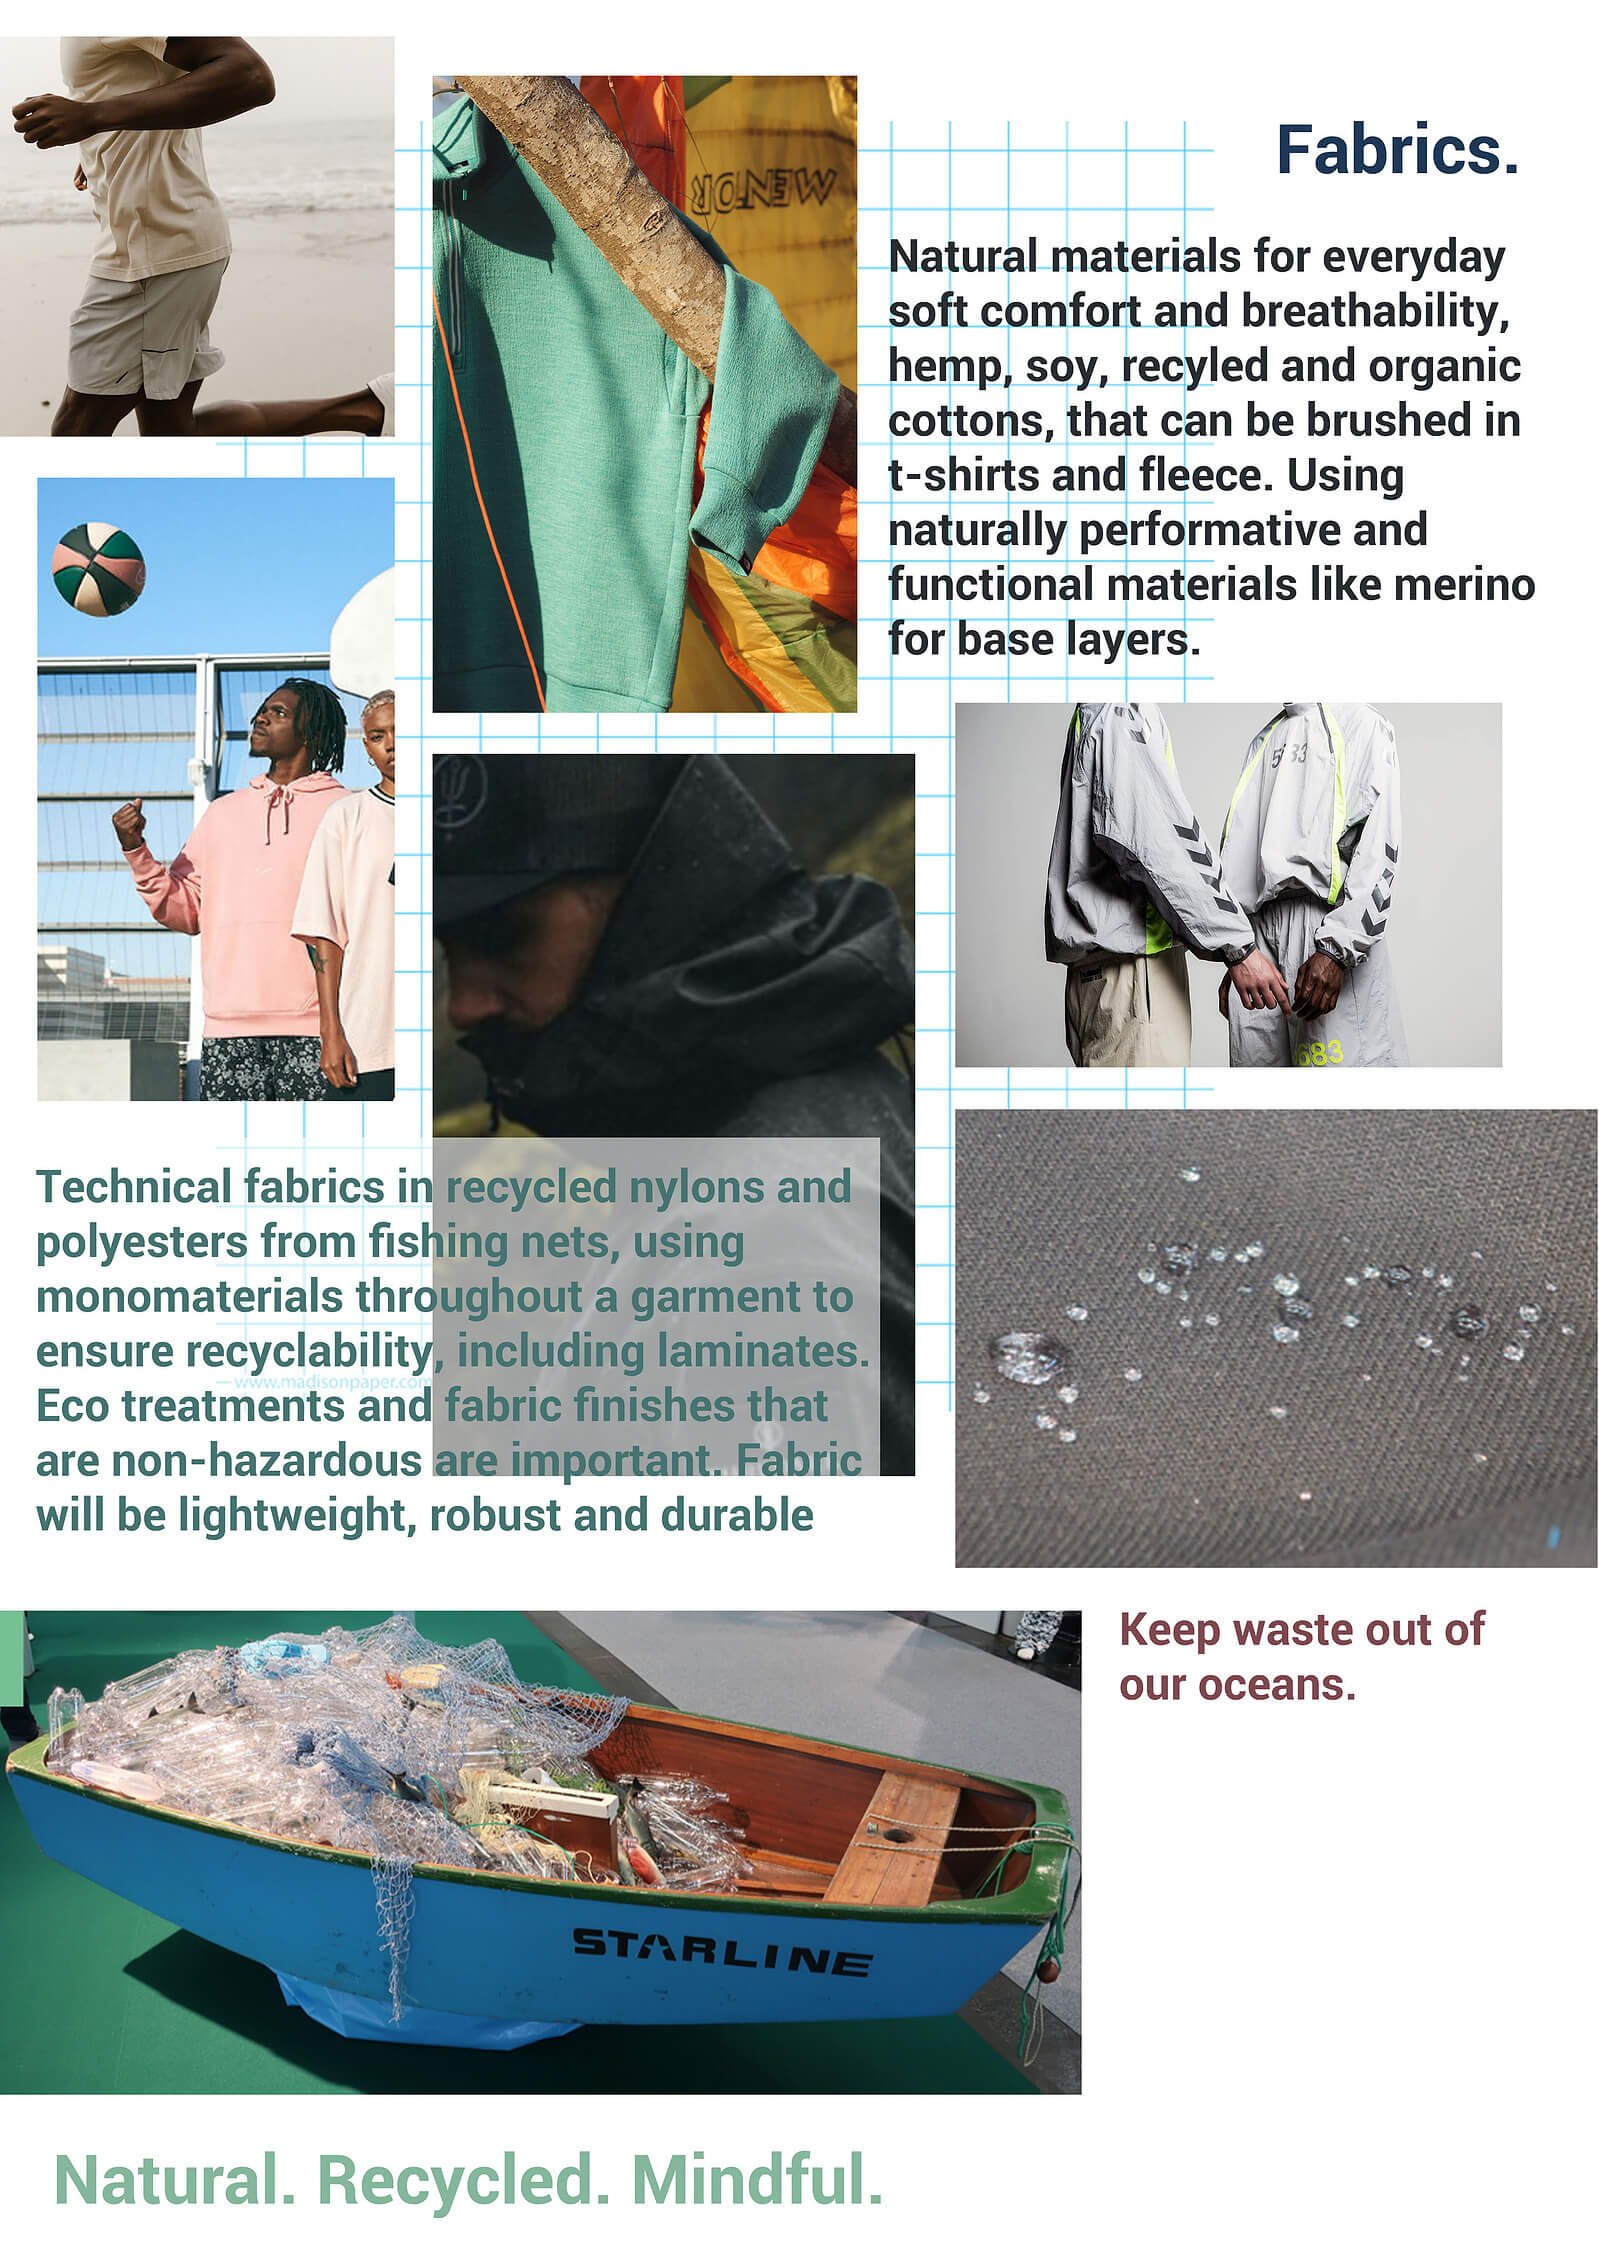 Fabrics.
Natural materials for everyday
soft comfort and breathability,
hemp, soy, recyled and organic
cottons, that can be brushed in
t-shirts and fleece. Using
naturally performative and
functional materials like merino
for base layers.
MENTOR
5683
683
Technical fabrics in recycled nylons and
polyesters from fishing nets, using
monomaterials throughout a garment to
ensure recyclability, including laminates.
www.madisonpaper.com
Eco treatments and fabric finishes that
are non-hazardous are important. Fabric
will be lightweight, robust and durable
Keep waste out of
our oceans.
STARLINE
Natural. Recycled. Mindful.